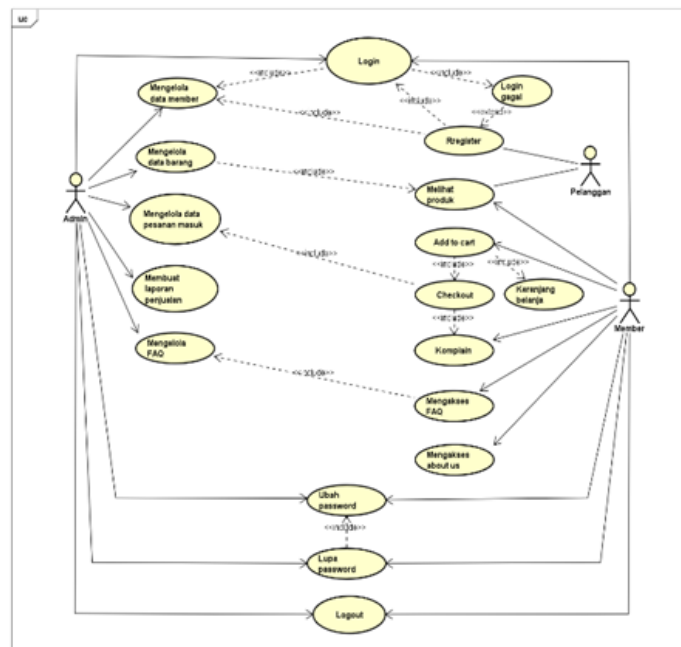 uc
Login
<<include>>
<<include>>
Mengelola
data member
Login
gagal
<<include>>
<<include>>
<<extend>>
Rregister
Mengelola
data barang
<<include>>
Melihat
produk
Pelanggan
Admin
Mengelola data
pesanan masuk
Add to cart
<<include>>
<<include>>
<<include>>
Membuat
laporan
penjualan
Checkout
Keranjang
belanja
Member
<<include>>
Mengelola
FAQ
Komplain
<<include>>
Mengakses
FAQ
Mengakses
about us
Ubah
password
<<include>>
Lupa
password
Logout